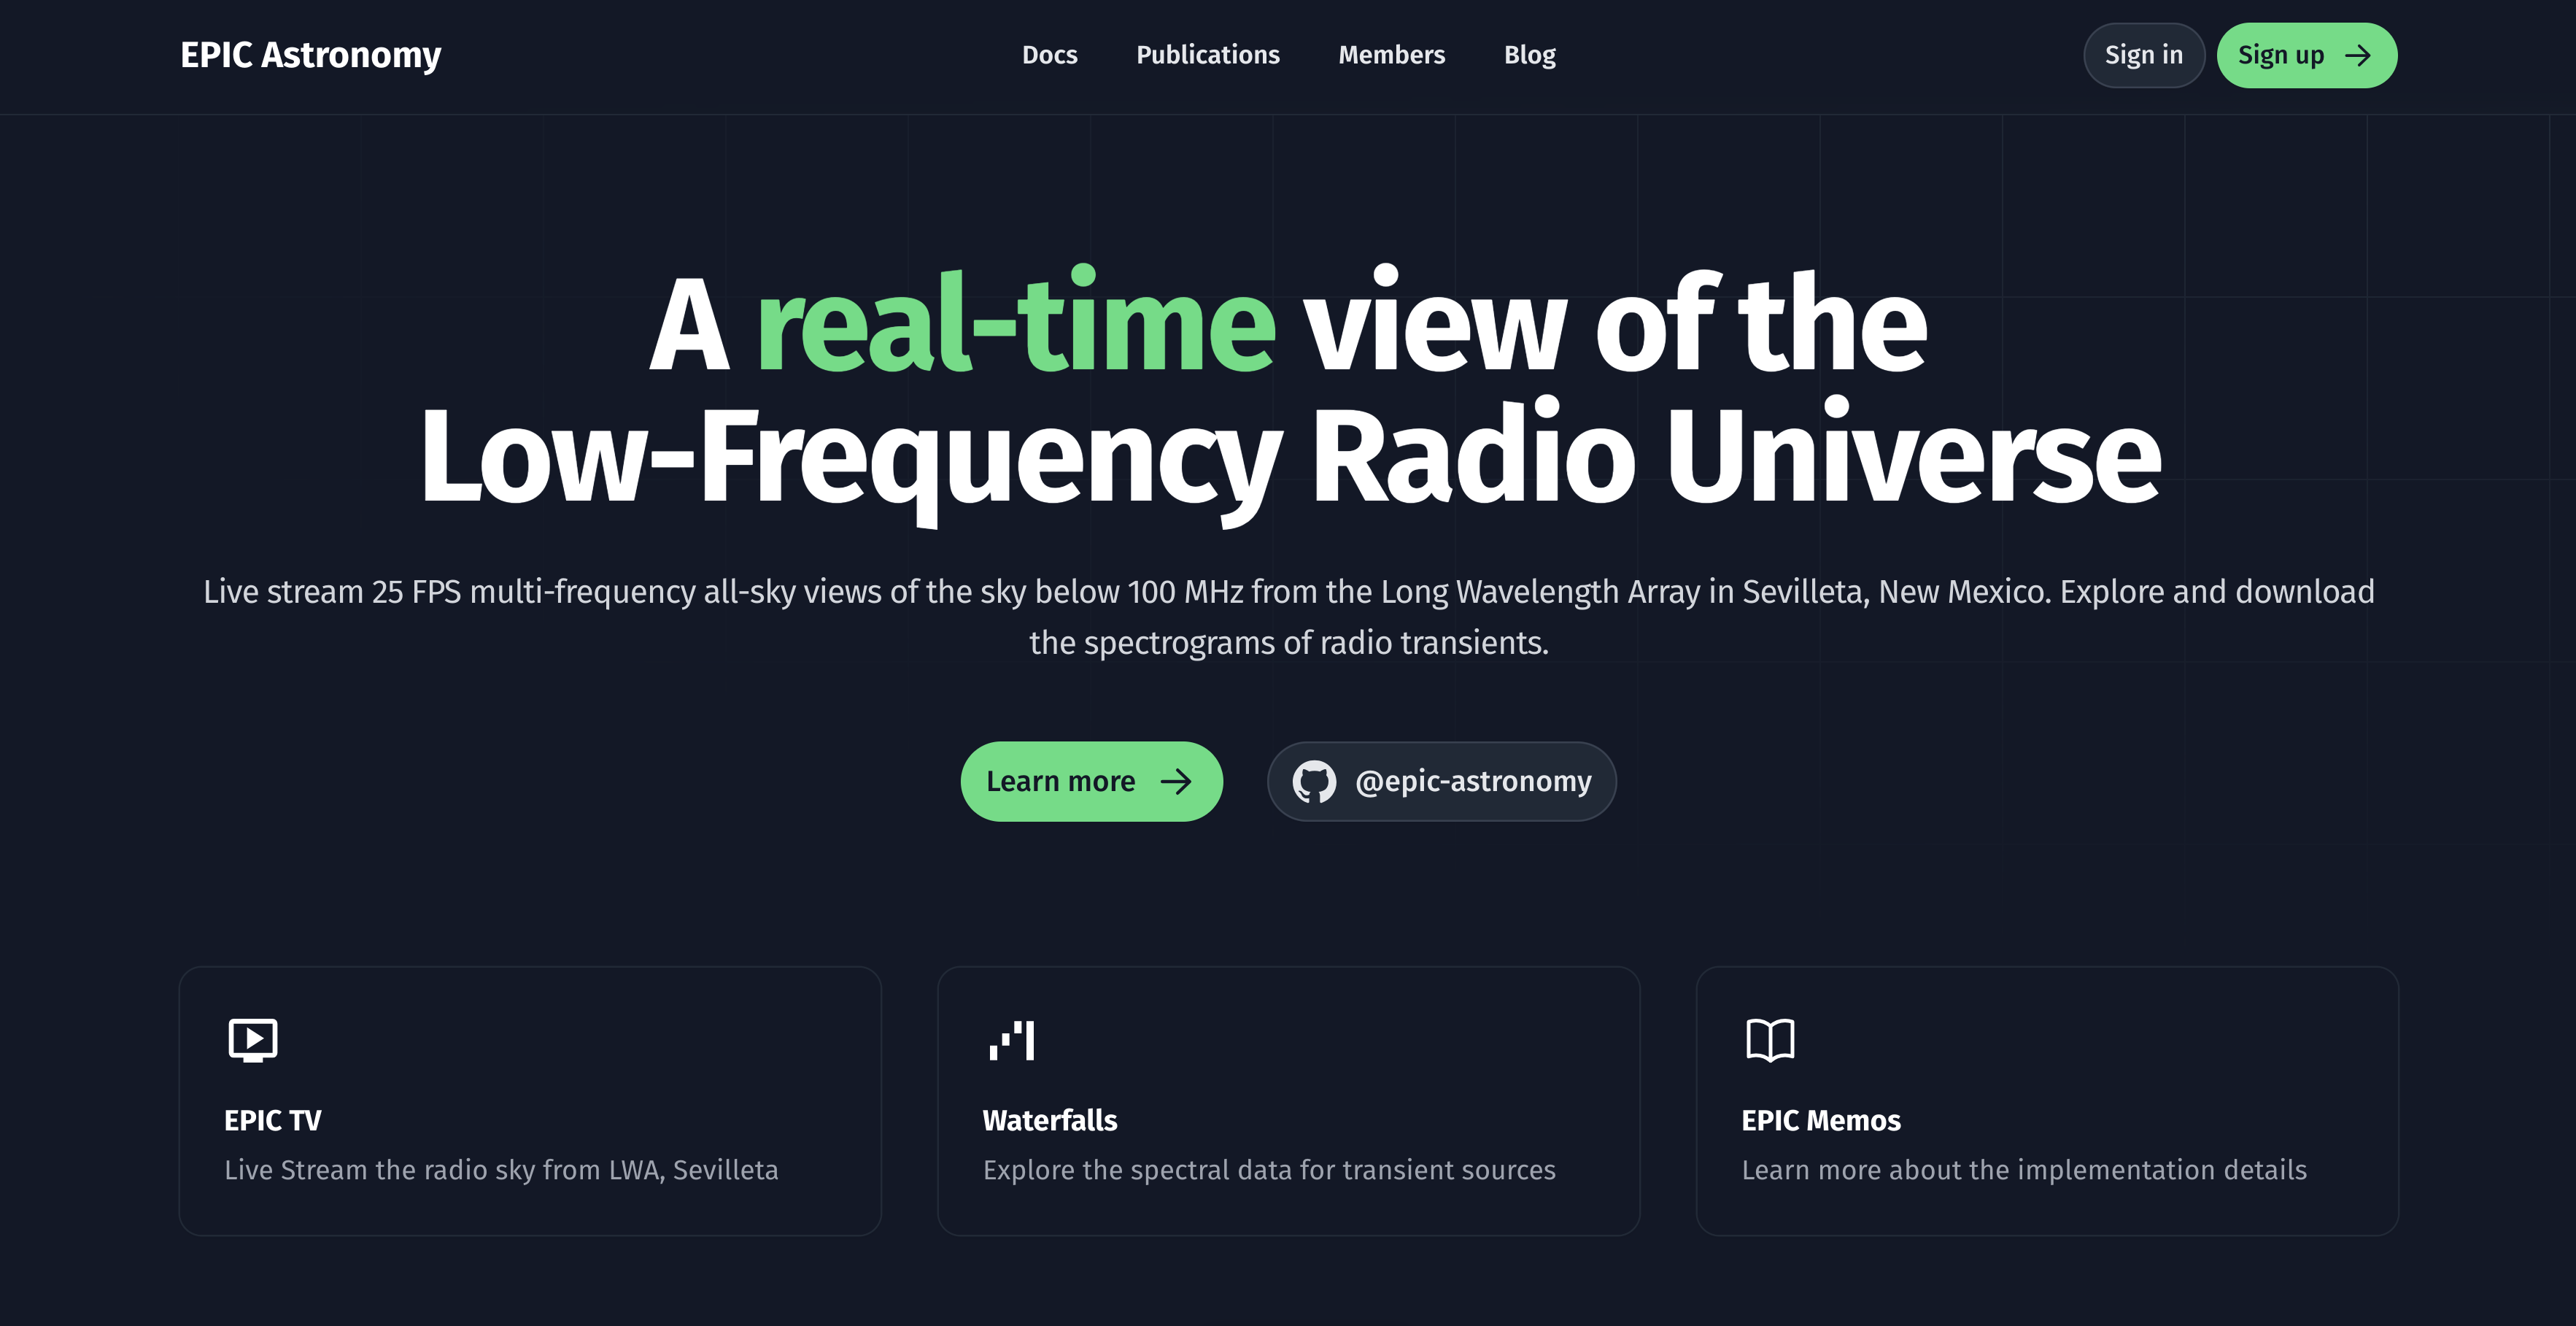 EPIC Astronomy
Docs
Publications
Members
Blog
Sign in
Sign up
A real-time view of the
Low-Frequency Radio Universe
Live stream 25 FPS multi-frequency all-sky views of the sky below 100 MHz from the Long Wavelength Array in Sevilleta, New Mexico. Explore and download
the spectrograms of radio transients.
Learn more
@epic-astronomy
EPIC TV
Live Stream the radio sky from LWA, Sevilleta
Waterfalls
Explore the spectral data for transient sources
EPIC Memos
Learn more about the implementation details